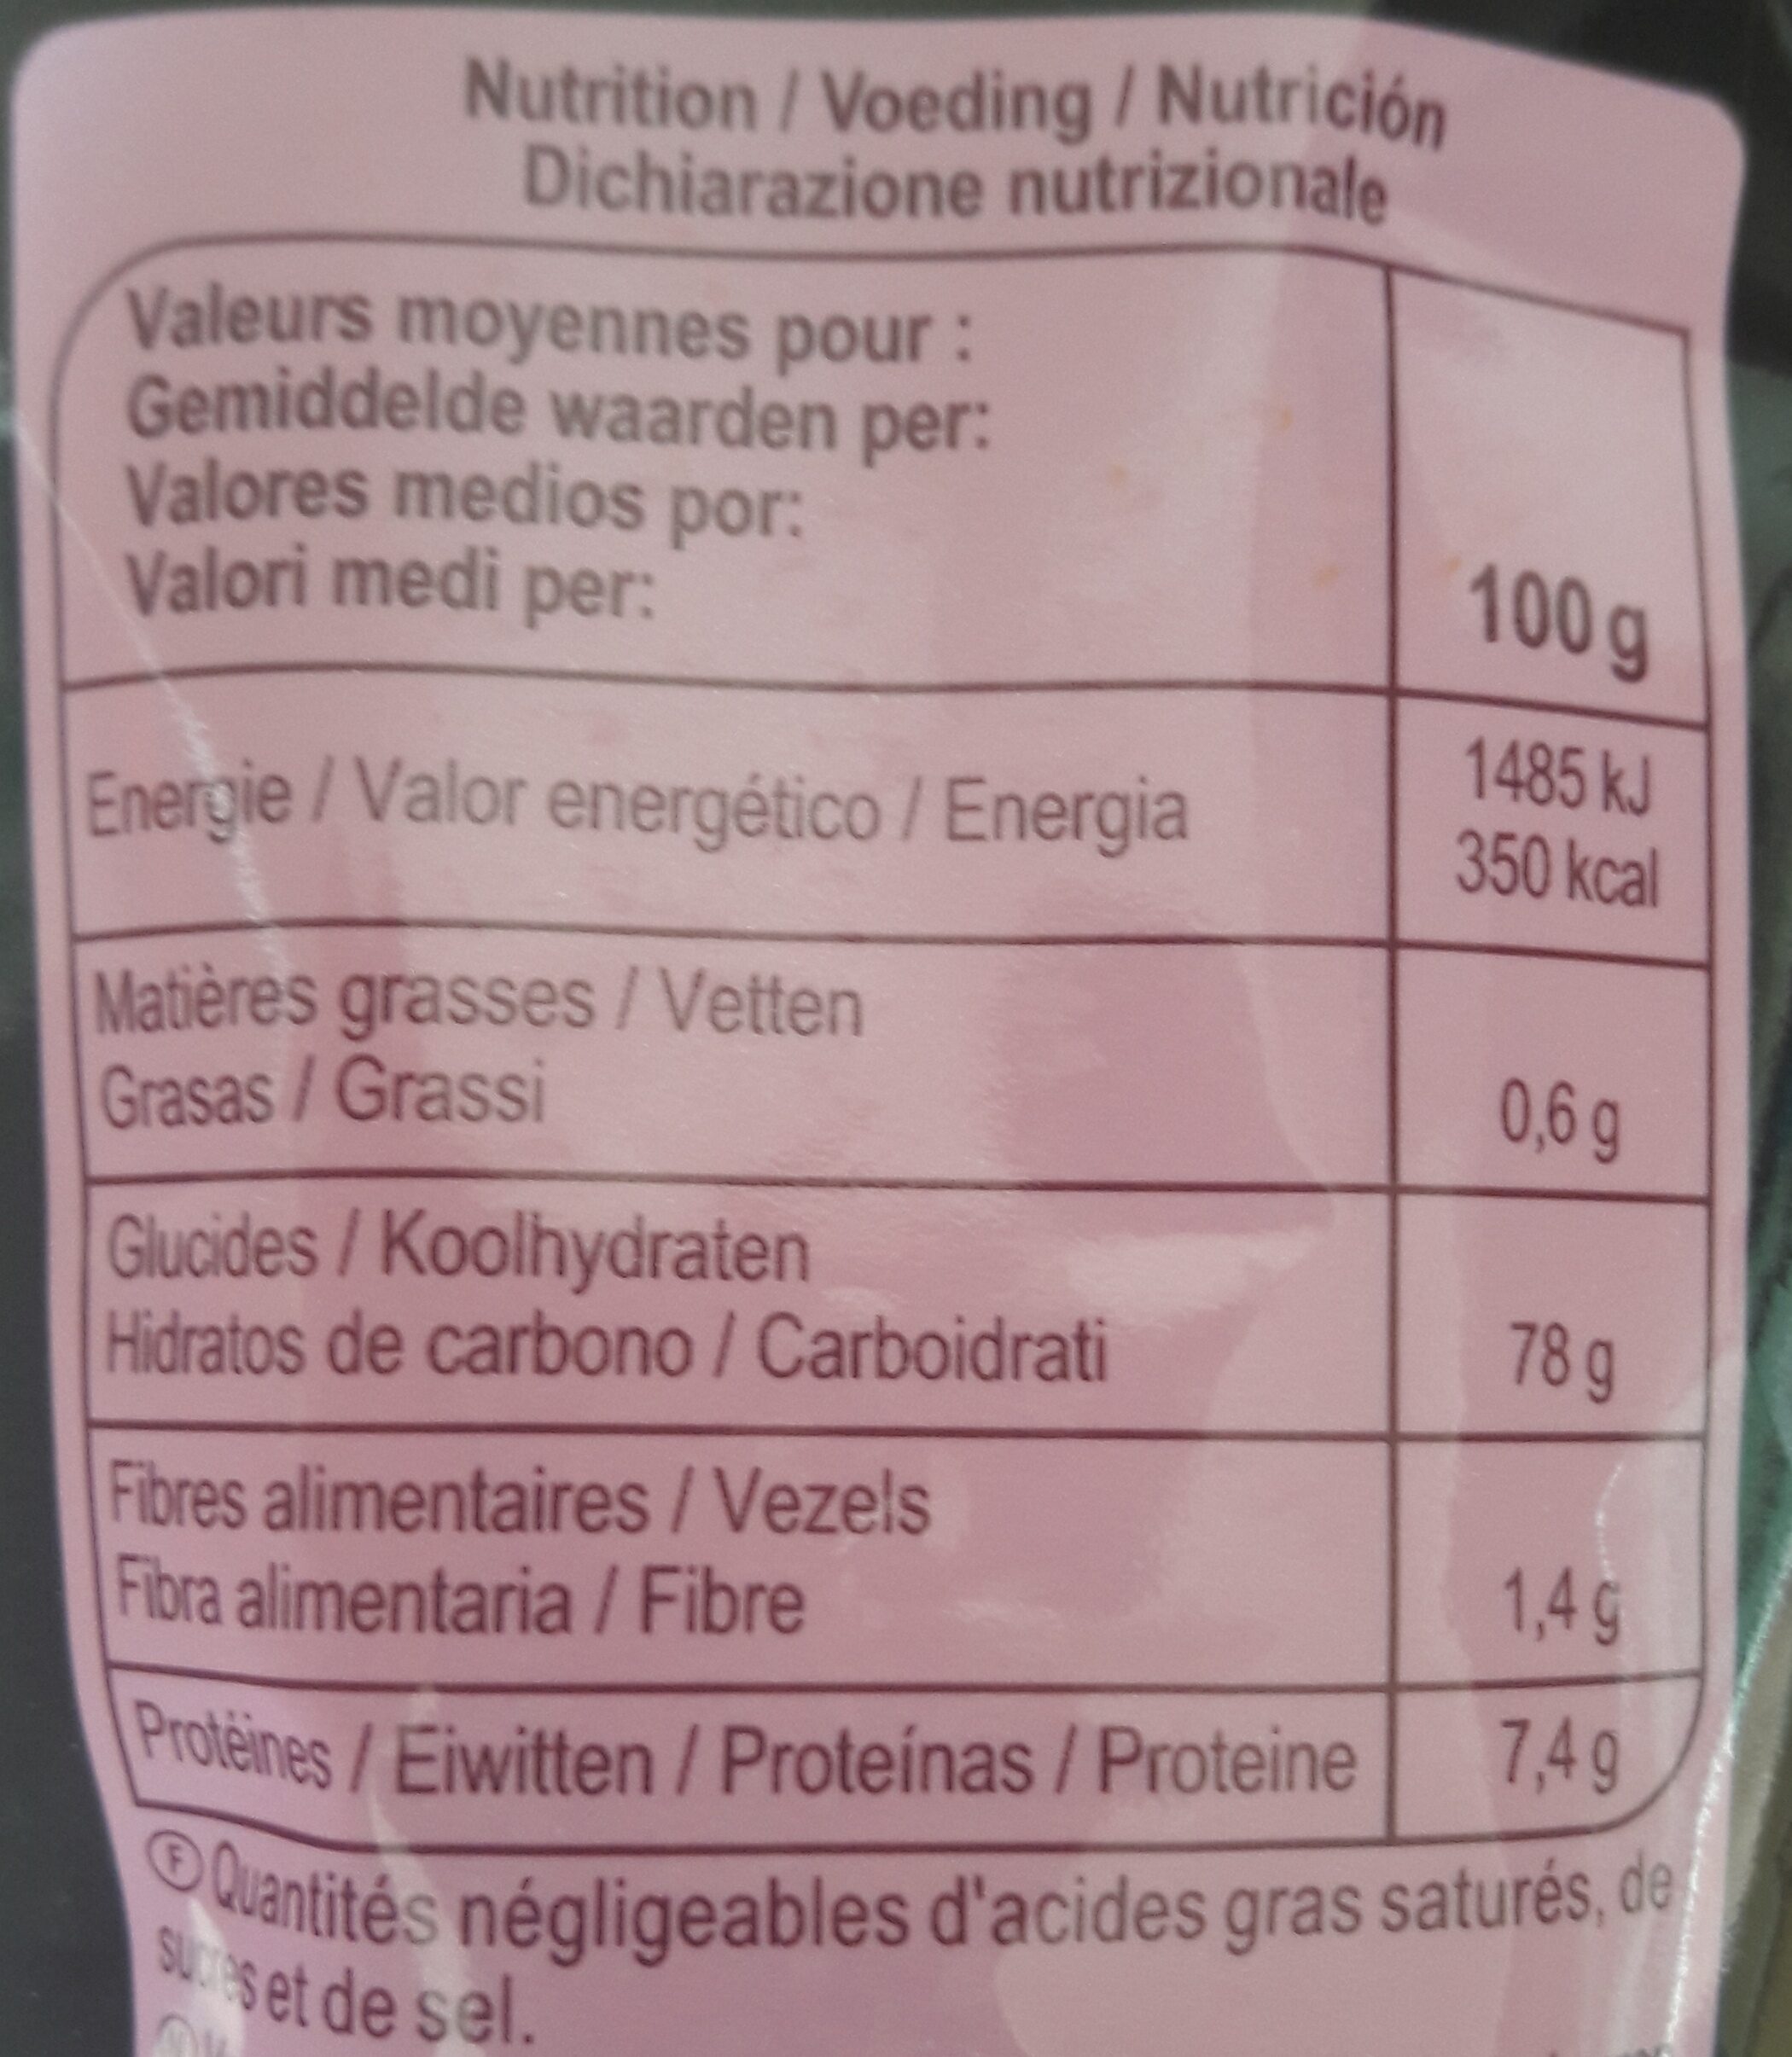 Nutrition / Voeding / Nutrición
Dichiarazione nutrizionale
Valeurs moyennes pour :
Gemiddelde waarden per:
Valores medios por:
Valori medi per:
100 g
Energie / Valor energético / Energia
1485 kJ
350 kcal
Matières grasses / Vetten
Grasas / Grassi
0,6 g
Glucides / Koolhydraten
Hidratos de carbono / Carboidrati
78 g
Fibres alimentaires / Vezels
Fibra alimentaria / Fibre
1,4 g
Protéines / Eiwitten / Proteínas / Proteine
7,4 g
Ⓕ Quantités négligeables d'acides gras saturés, de
sucres et de sel.